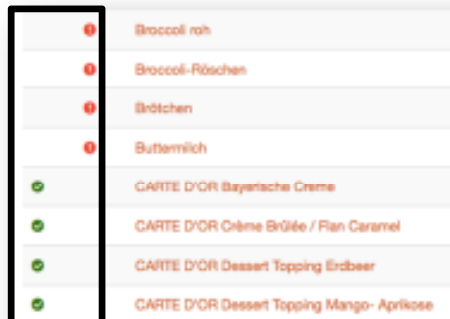 Broccoli roh
Broccoli-Röschen
Brötchen
Buttermilch
CARTE D'OR Bayerische Creme
CARTE D'OR Crème Brûlée / Flan Caramel
CARTE D'OR Dessert Topping Erdbeer
CARTE D'OR Dessert Topping Mango- Aprikose